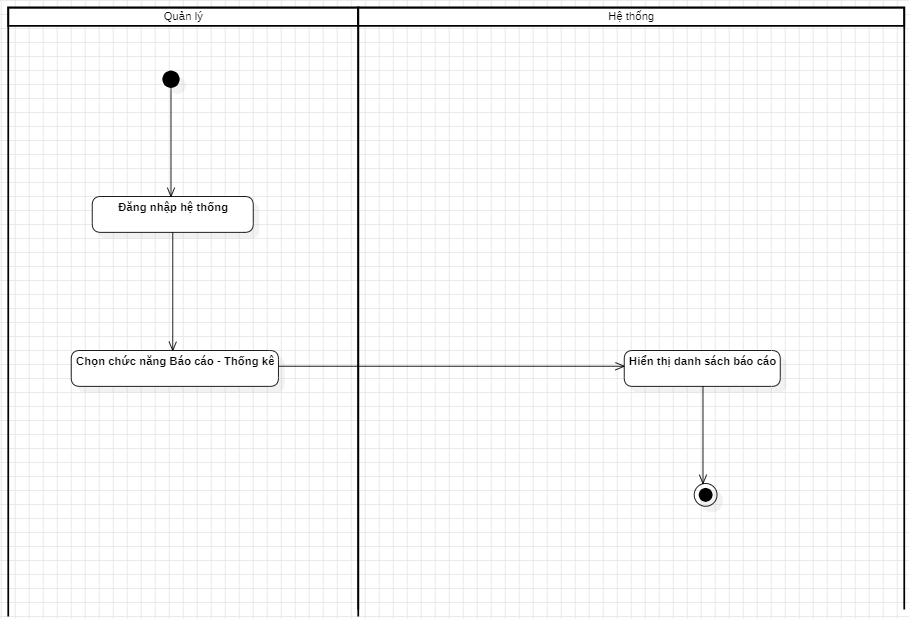 Quản lý
Hệ thống
Đăng nhập hệ thống
Chọn chức năng Báo cáo - Thống kê
Hiển thị danh sách báo cáo